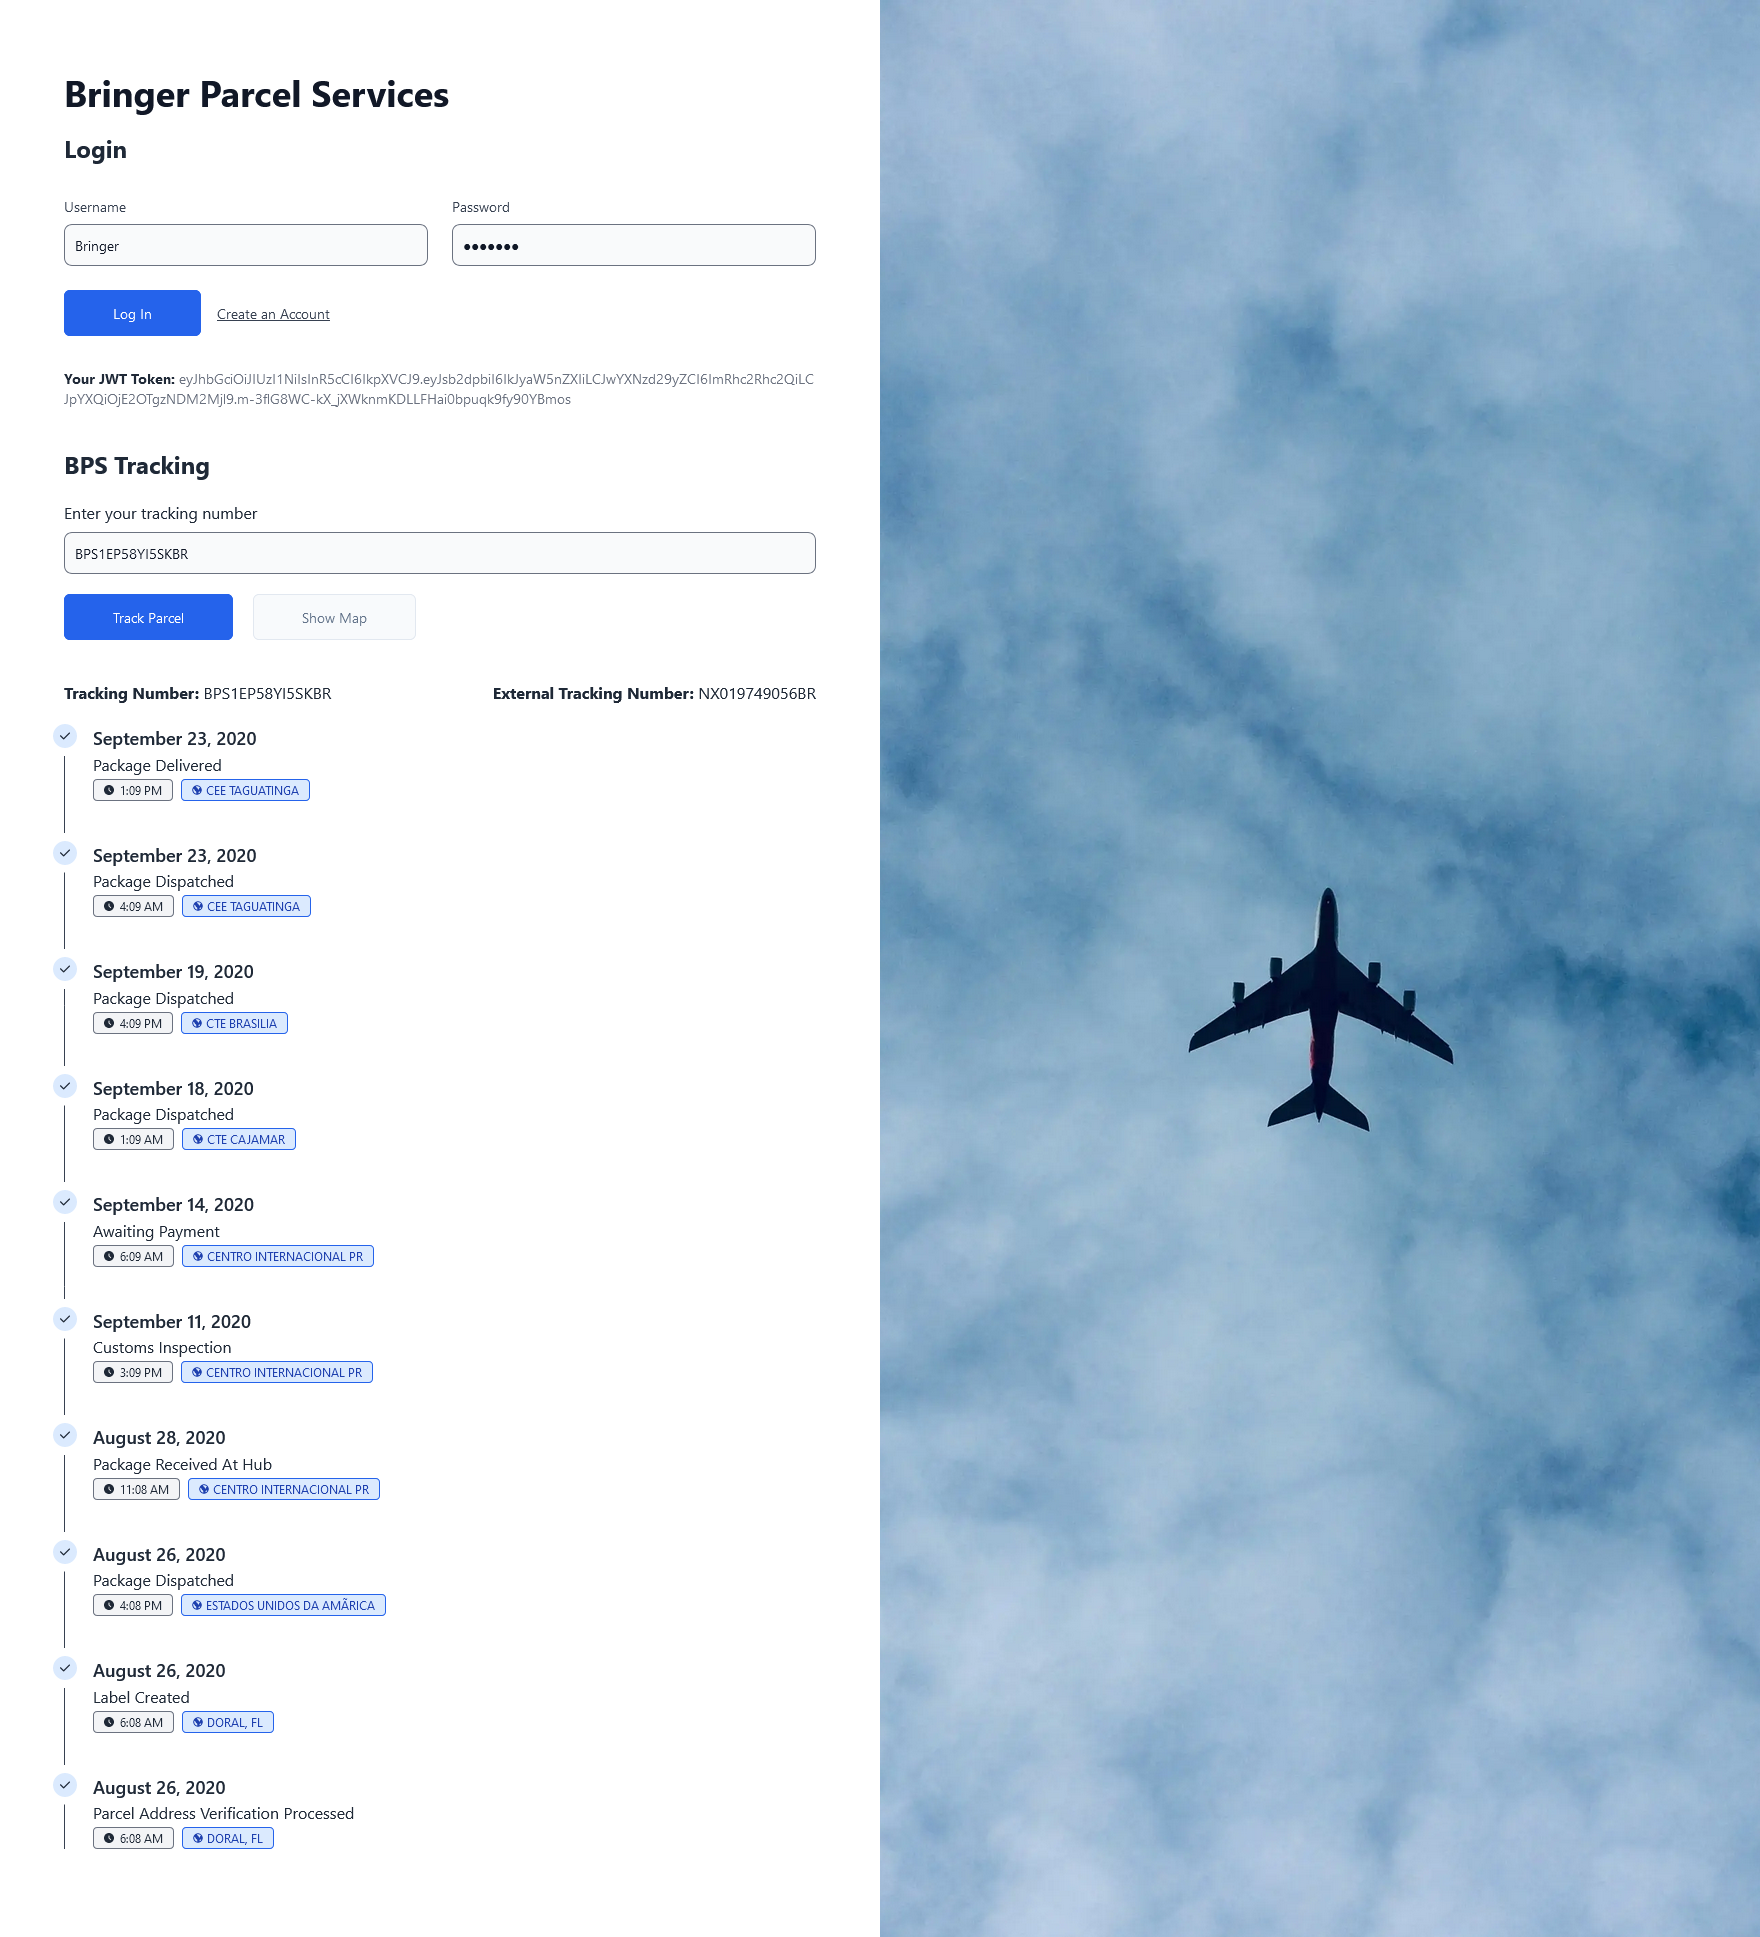 Bringer Parcel Services
Login
Username
Password
Bringer
•••••••
Log In
Create an Account
Your JWT Token: eyJhbGciOiJIUzI1NiIsInR5cCI6IkpXVCJ9.eyJsb2dpbiI6IkJyaW5nZXIiLCJwYXNzd29yZCI6ImRhc2Rhc2QiLC
JpYXQiOjE2OTgzNDM2MjI9.m-3flG8WC-kX_jXWknmKDLLFHai0bpuqk9fy90YBmos
BPS Tracking
Enter your tracking number
BPS1EP58YI5SKBR
Track Parcel
Show Map
Tracking Number: BPS1EP58YI5SKBR
External Tracking Number: NX019749056BR
September 23, 2020
Package Delivered
1:09 PM
CEE TAGUATINGA
September 23, 2020
Package Dispatched
4:09 AM
CEE TAGUATINGA
September 19, 2020
Package Dispatched
4:09 PM
CTE BRASILIA
September 18, 2020
Package Dispatched
1:09 AM
CTE CAJAMAR
September 14, 2020
Awaiting Payment
6:09 AM
CENTRO INTERNACIONAL PR
September 11, 2020
Customs Inspection
3:09 PM
CENTRO INTERNACIONAL PR
August 28, 2020
Package Received At Hub
11:08 AM
CENTRO INTERNACIONAL PR
August 26, 2020
Package Dispatched
4:08 PM
ESTADOS UNIDOS DA AMÃRICA
August 26, 2020
Label Created
6:08 AM
DORAL, FL
August 26, 2020
Parcel Address Verification Processed
6:08 AM
DORAL, FL